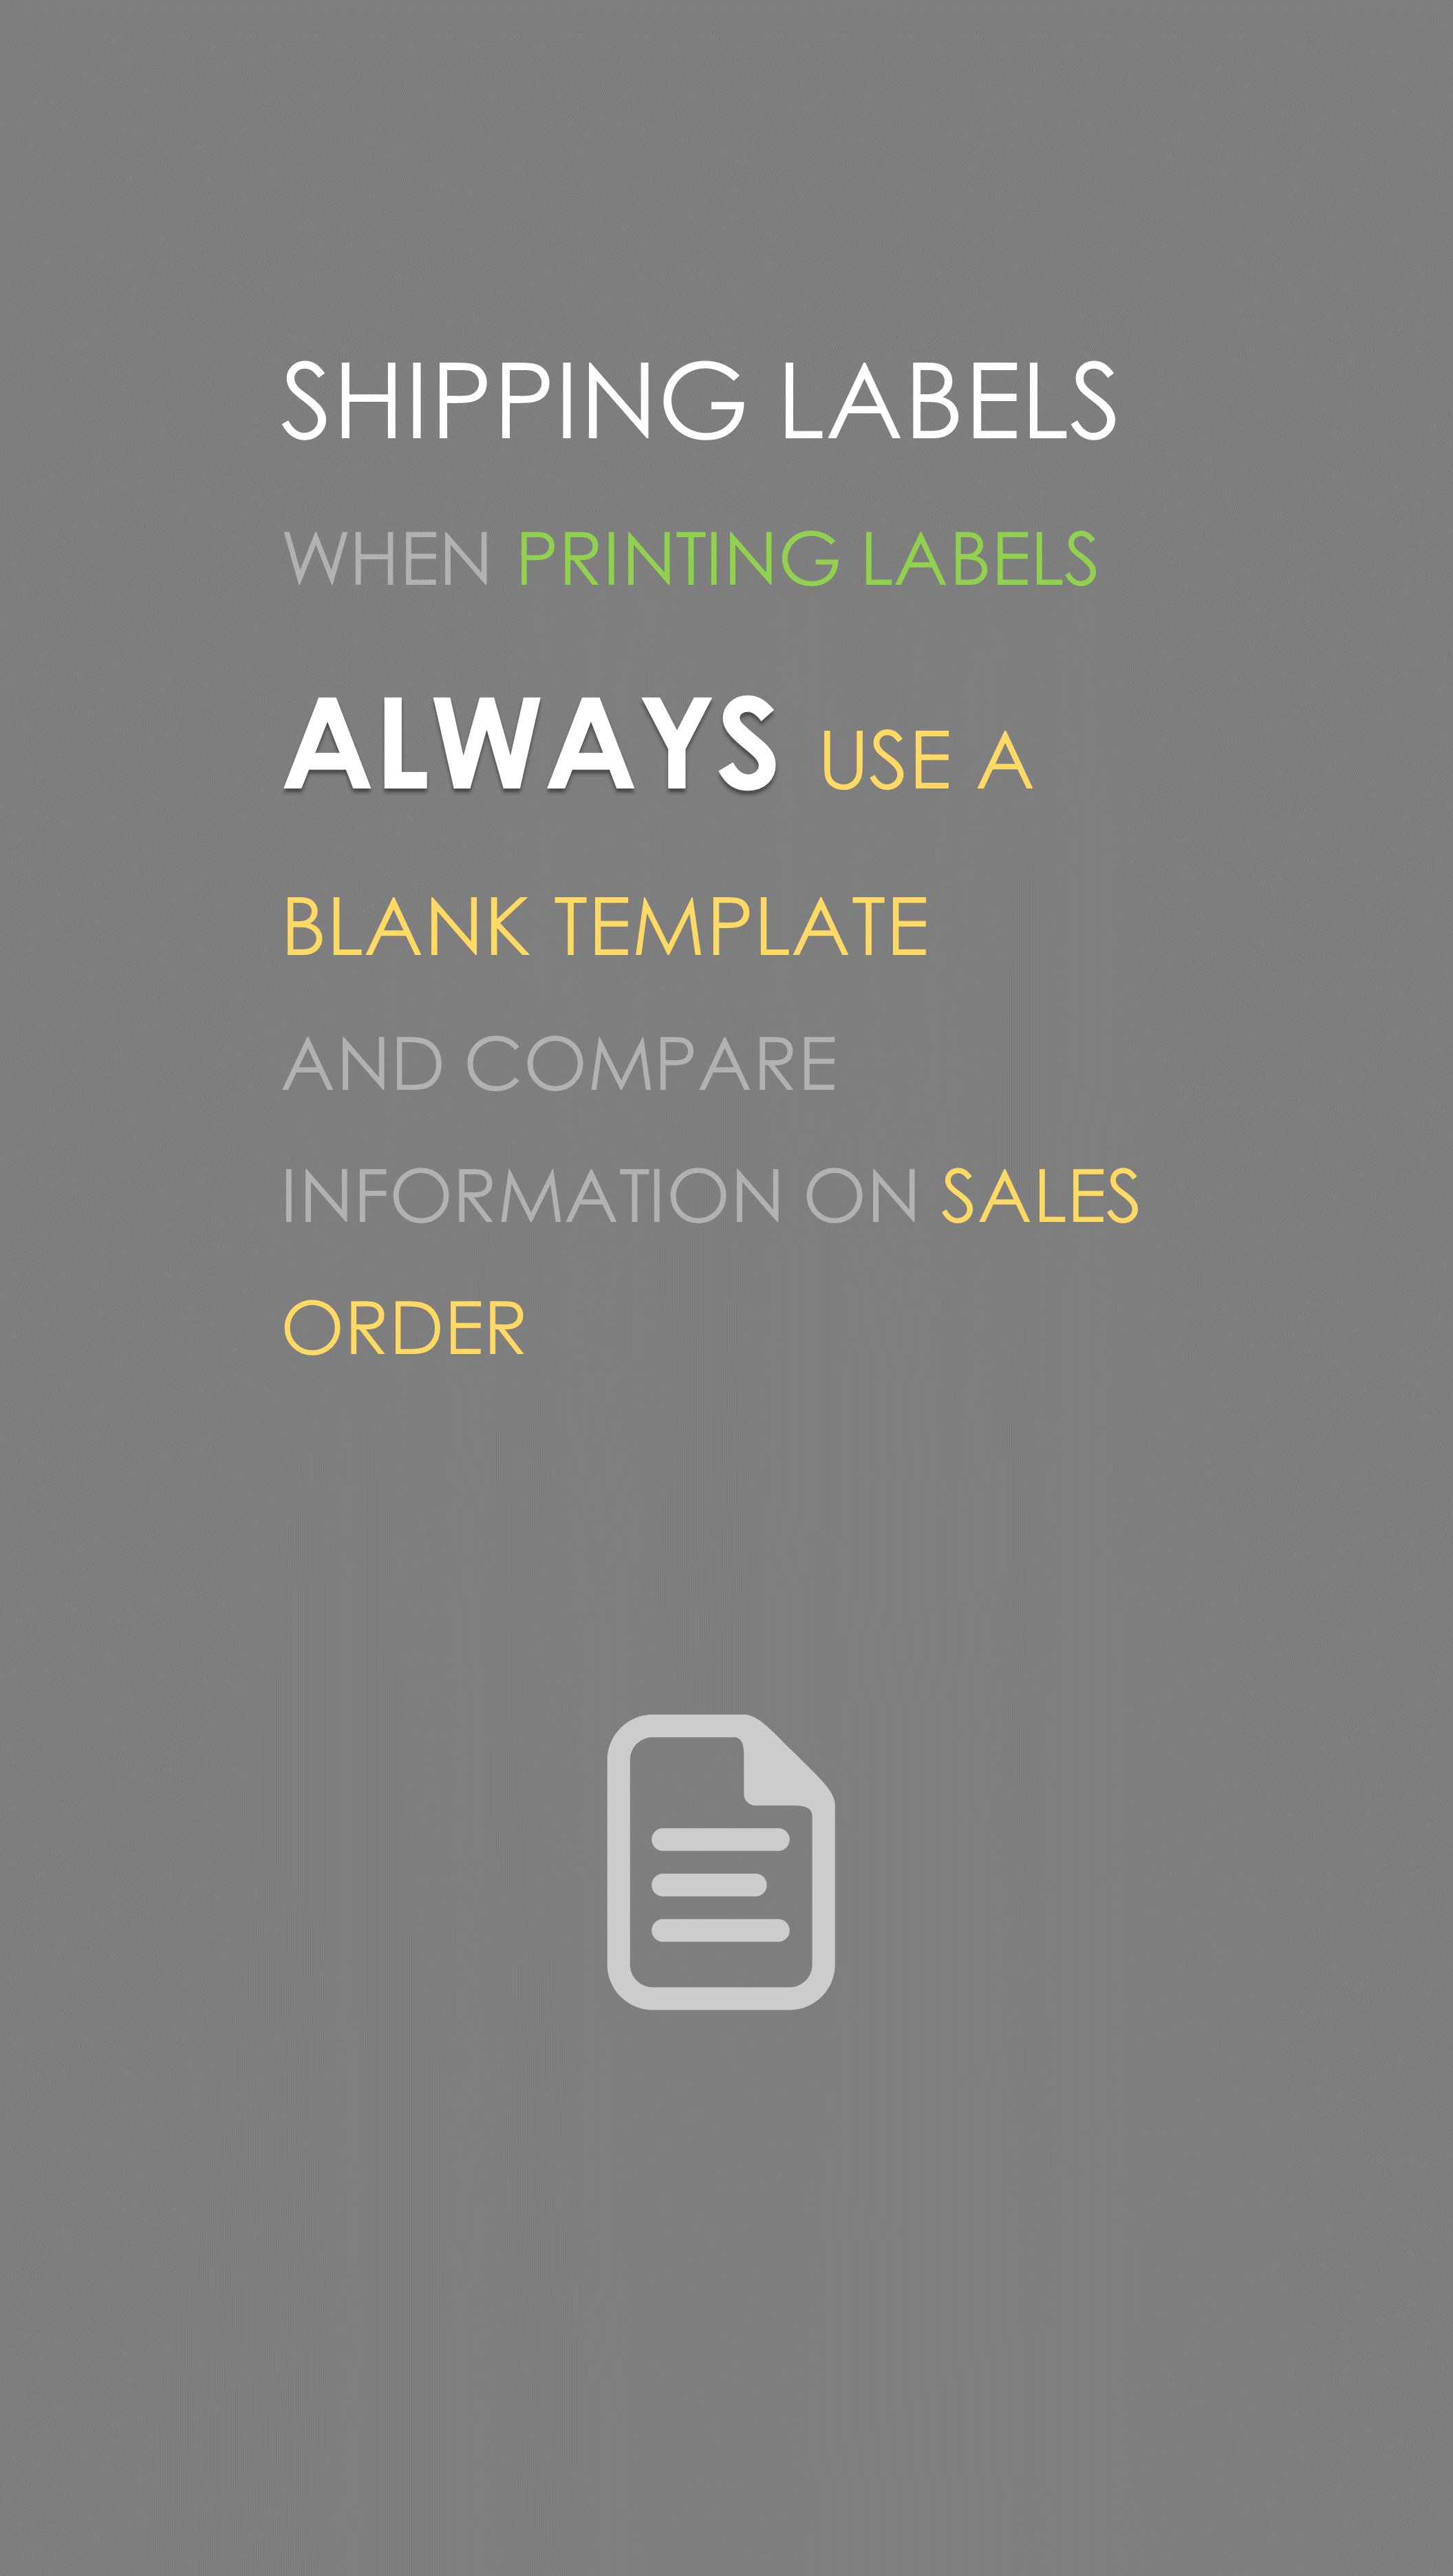 SHIPPING LABELS
WHEN PRINTING LABELS
ALWAYS USE A
BLANK TEMPLATE
AND COMPARE
INFORMATION ON SALES
ORDER